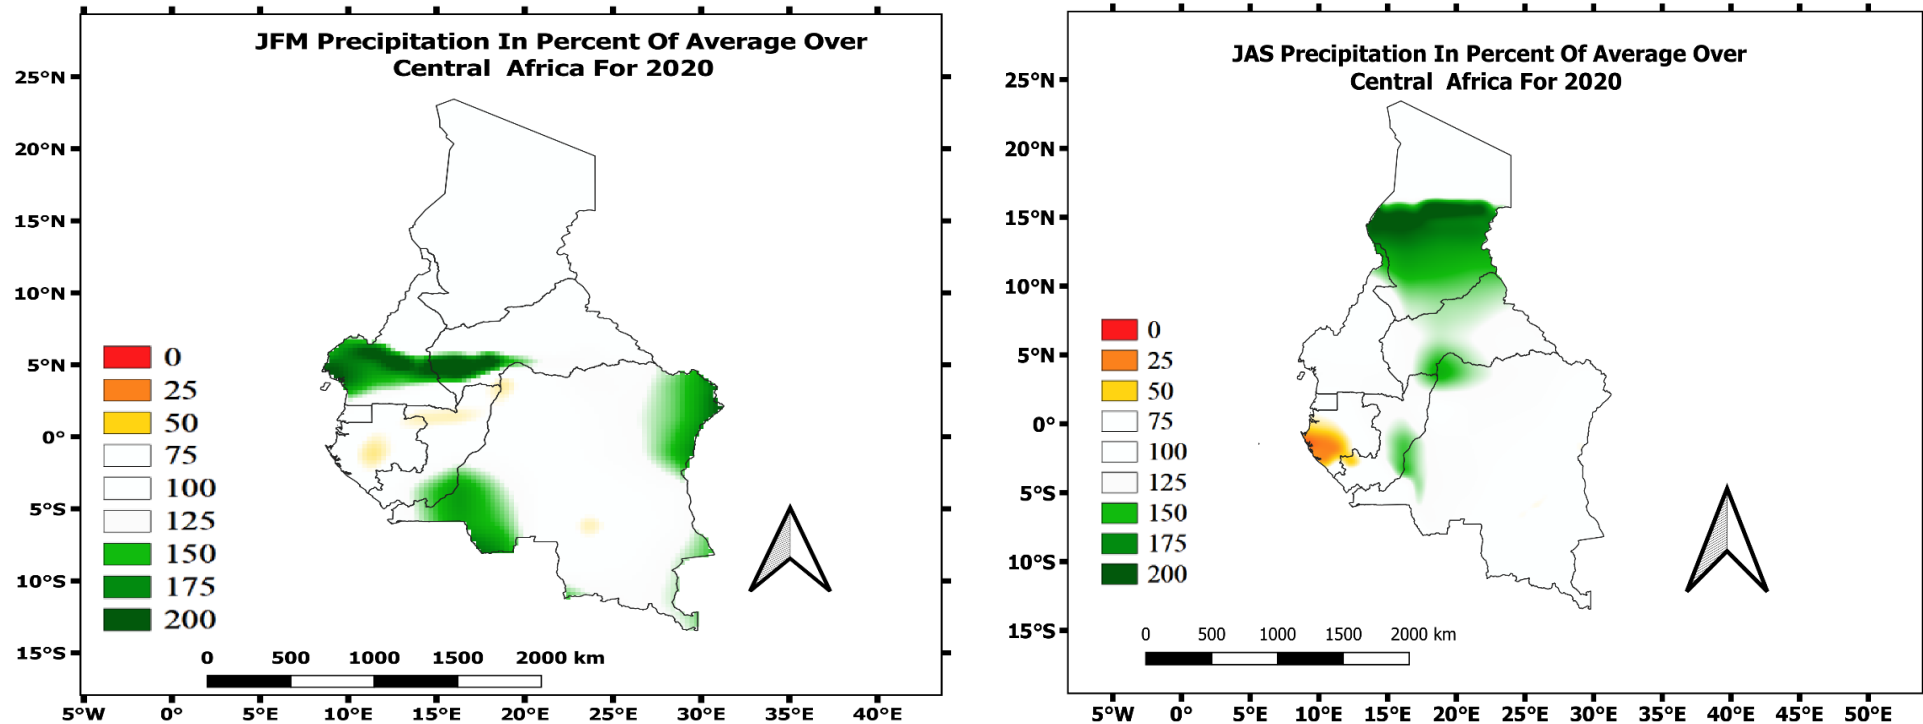 JFM Precipitation In Percent Of Average Over
Central Africa For 2020
25°N
20°N
15°N
10°N
5°N
0°
5°S
10°S
15°S
0
25
50
75
100
125
150
175
200
0 500 1000 1500 2000 km
5°W 0° 5°E 10°E 15°E 20°E 25°E 30°E 35°E 40°E
JAS Precipitation In Percent Of Average Over
Central Africa For 2020
25°N
20°N
15°N
10°N
5°N
0°
5°S
10°S
15°S
0
25
50
75
100
125
150
175
200
0 500 1000 1500 2000 km
5°W 0° 5°E 10°E 15°E 20°E 25°E 30°E 35°E 40°E 45°E 50°E